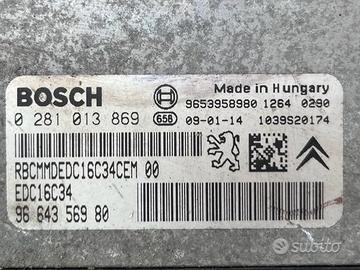 BOSCH
Made in Hungary
9653958980 1264 0290
0 281 013 869 658 09-01-14 1039S20174
RBCMMDEDC16C34CEM 00
EDC16C34
96 643 569 80
subito